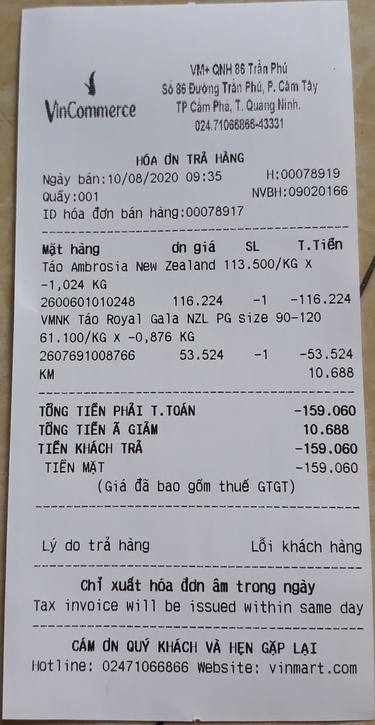 VinCommerce
VM+ QNH 86 Trần Phú
Số 86 Đường Trần Phú, P. Cẩm Tây
TP Cẩm Phả, T. Quảng Ninh.
024.71066866-43331
HÓA ƠN TRẢ HÀNG
Ngày bán:10/08/2020 09:35 H:00078919
Quầy:001 NVBH:09020166
ID hóa đơn bán hàng:00078917
Mặt hàng ơn giá SL T.Tiền
Táo Ambrosia New Zealand 113.500/KG X
-1,024 KG
2600601010248 116.224 -1 -116.224
VMNK Táo Royal Gala NZL PG size 90-120
61.100/KG X -0,876 KG
2607691008766 53.524 -1 -53.524
KM 10.688
TỔNG TIỀN PHẢI T.TOÁN -159.060
TỔNG TIỀN Ã GIẢM 10.688
TIỀN KHÁCH TRẢ -159.060
TIỀN MẶT -159.060
(Giá đã bao gồm thuế GTGT)
Lý do trả hàng Lỗi khách hàng
Chỉ xuất hóa đơn âm trong ngày
Tax invoice will be issued within same day
CẢM ƠN QUÝ KHÁCH VÀ HẸN GẶP LẠI
Hotline: 02471066866 Website: vinmart.com